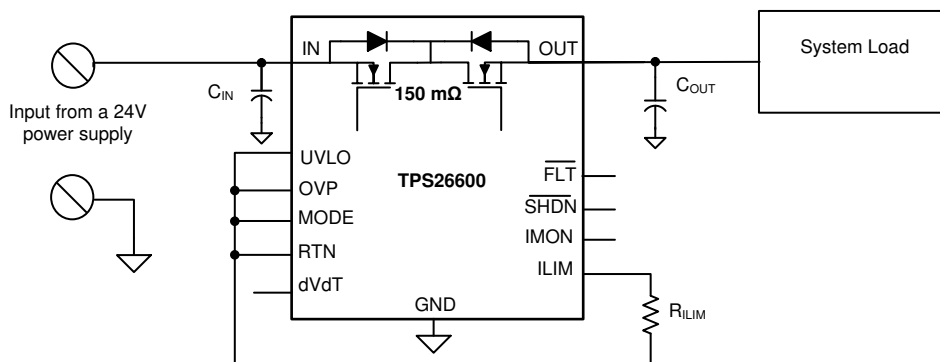 IN
OUT
System Load
C_IN
150 mΩ
C_OUT
Input from a 24V
power supply
UVLO
TPS26600
FLT
OVP
SHDN
MODE
IMON
RTN
ILIM
dVdT
GND
R_ILIM